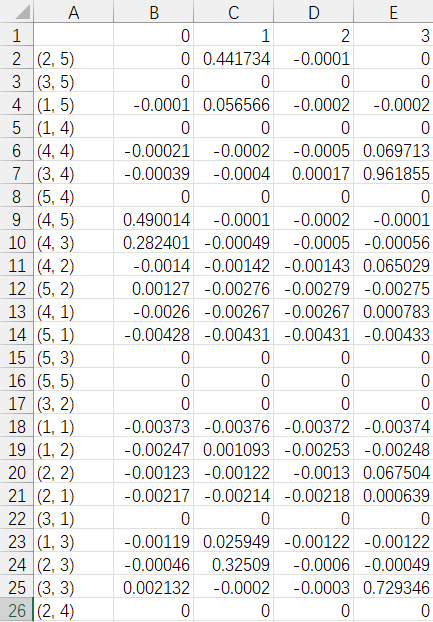 A B C D E
1 0 1 2 3
2 (2, 5) 0 0.441734 -0.0001 0
3 (3, 5) 0 0 0 0
4 (1, 5) -0.0001 0.056566 -0.0002 -0.0002
5 (1, 4) 0 0 0 0
6 (4, 4) -0.00021 -0.0002 -0.0005 0.069713
7 (3, 4) -0.00039 -0.0004 0.00017 0.961855
8 (5, 4) 0 0 0 0
9 (4, 5) 0.490014 -0.0001 -0.0002 -0.0001
10 (4, 3) 0.282401 -0.00049 -0.0005 -0.00056
11 (4, 2) -0.0014 -0.00142 -0.00143 0.065029
12 (5, 2) 0.00127 -0.00276 -0.00279 -0.00275
13 (4, 1) -0.0026 -0.00267 -0.00267 0.000783
14 (5, 1) -0.00428 -0.00431 -0.00431 -0.00433
15 (5, 3) 0 0 0 0
16 (5, 5) 0 0 0 0
17 (3, 2) 0 0 0 0
18 (1, 1) -0.00373 -0.00376 -0.00372 -0.00374
19 (1, 2) -0.00247 0.001093 -0.00253 -0.00248
20 (2, 2) -0.00123 -0.00122 -0.0013 0.067504
21 (2, 1) -0.00217 -0.00214 -0.00218 0.000639
22 (3, 1) 0 0 0 0
23 (1, 3) -0.00119 0.025949 -0.00122 -0.00122
24 (2, 3) -0.00046 0.32509 -0.0006 -0.00049
25 (3, 3) 0.002132 -0.0002 -0.0003 0.729346
26 (2, 4) 0 0 0 0